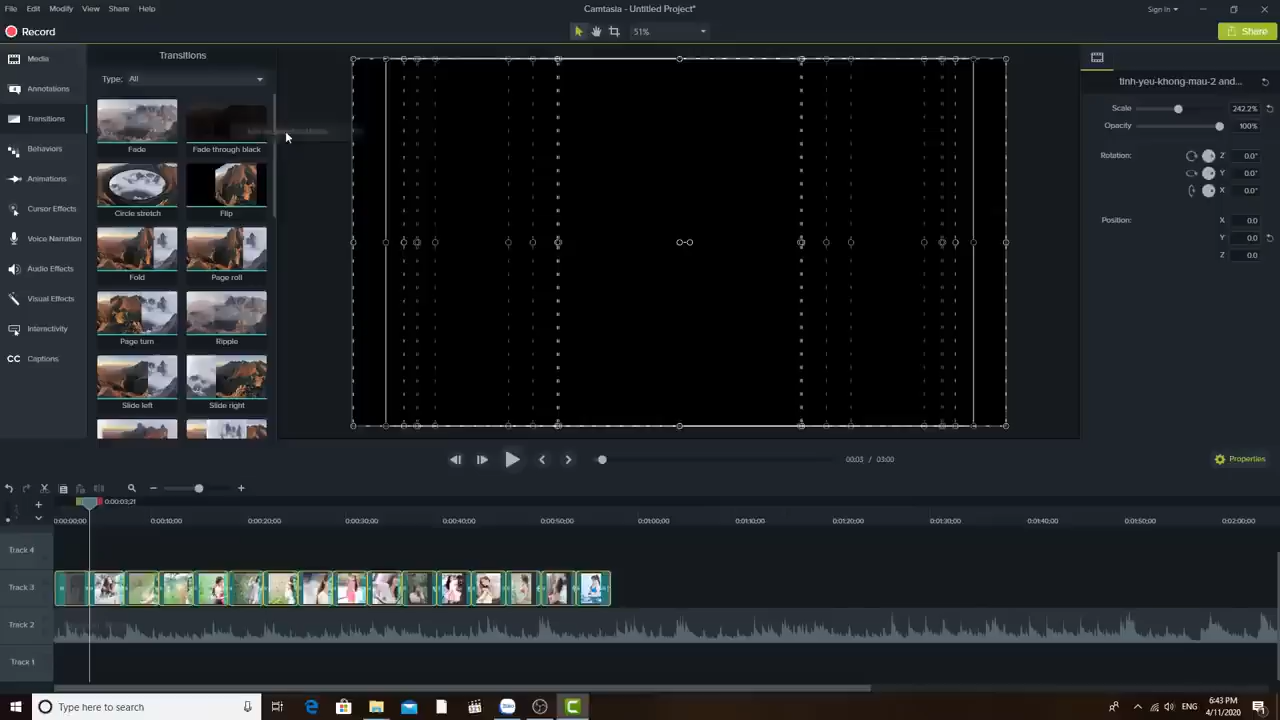 File Edit Modify View Share Help
Camtasia - Untitled Project*
Sign In
Record
51%
Share
Media
Annotations
Transitions
Behaviors
Animations
Cursor Effects
Voice Narration
Audio Effects
Visual Effects
Interactivity
CC Captions
Transitions
Type: All
Fade
Fade through black
Circle stretch
Flip
Fold
Page roll
Page turn
Ripple
Slide left
Slide right
tinh-yeu-khong-mau-2 and...
Scale 242.2%
Opacity 100%
Rotation: Z 0.0°
Y 0.0°
X 0.0°
Position: X 0.0
Y 0.0
Z 0.0
00:03 / 03:00
Properties
0:00:03;21
0:00:00;00 0:00:10;00 0:00:20;00 0:00:30;00 0:00:40;00 0:00:50;00 0:01:00;00 0:01:10;00 0:01:20;00 0:01:30;00 0:01:40;00 0:01:50;00 0:02:00;00
Track 4
Track 3
Track 2
Track 1
Type here to search
ENG
6:43 PM
4/11/2020